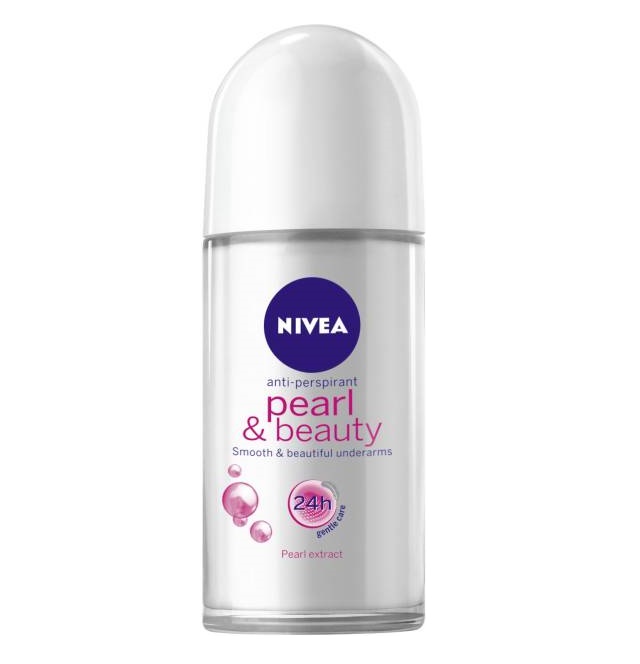 NIVEA
anti-perspirant
pearl
& beauty
Smooth & beautiful underarms
24h
gentle care
Pearl extract